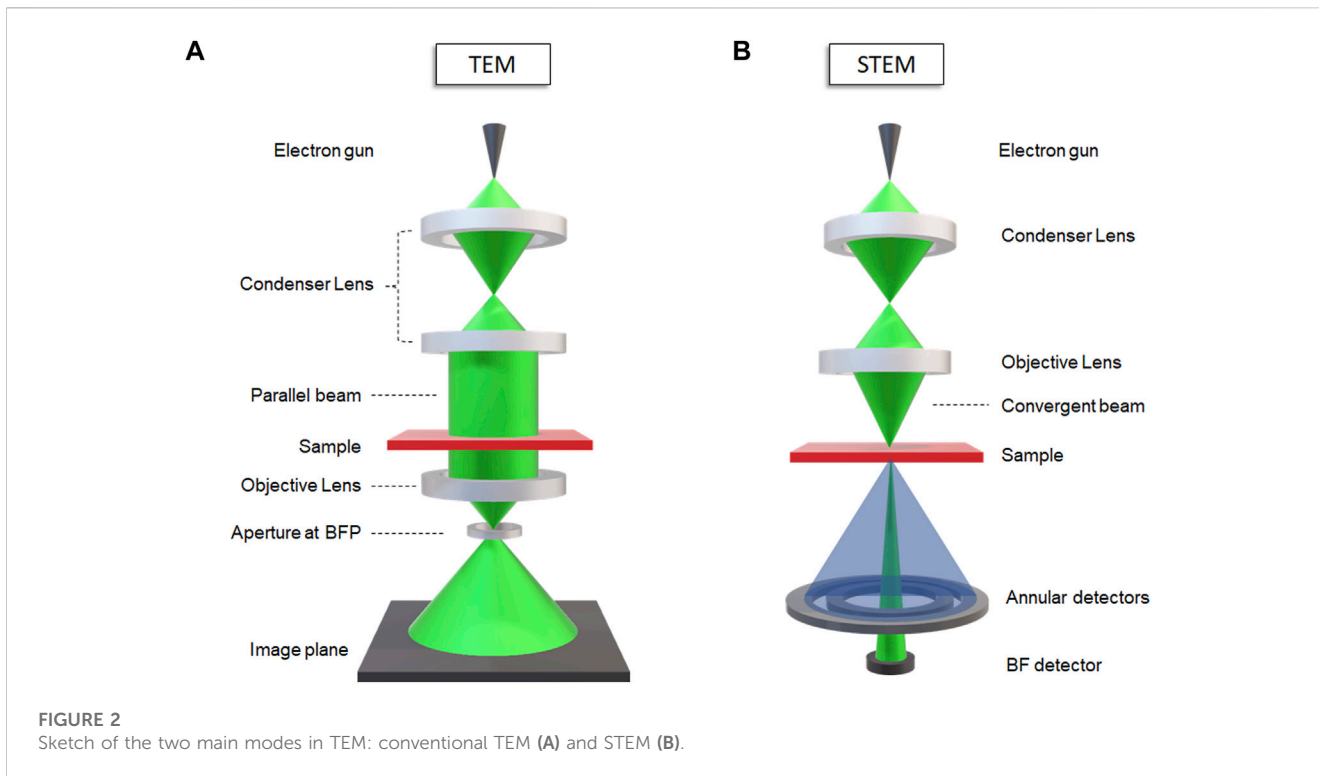 A
TEM
Electron gun
Condenser Lens
Parallel beam
Sample
Objective Lens
Aperture at BFP
Image plane
B
STEM
Electron gun
Condenser Lens
Objective Lens
Convergent beam
Sample
Annular detectors
BF detector
FIGURE 2
Sketch of the two main modes in TEM: conventional TEM (A) and STEM (B).